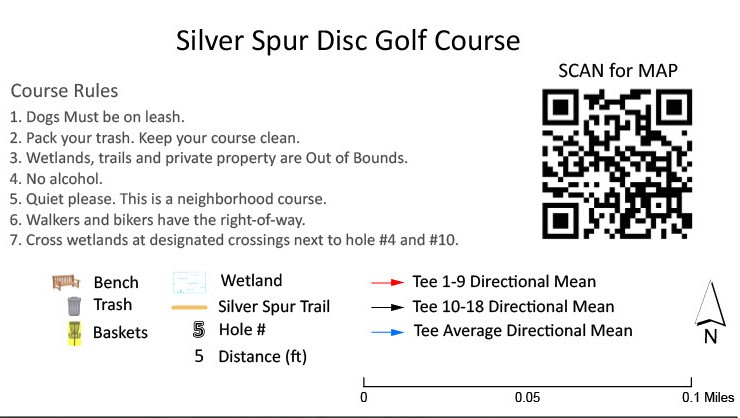 Silver Spur Disc Golf Course
SCAN for MAP
Course Rules
1. Dogs Must be on leash.
2. Pack your trash. Keep your course clean.
3. Wetlands, trails and private property are Out of Bounds.
4. No alcohol.
5. Quiet please. This is a neighborhood course.
6. Walkers and bikers have the right-of-way.
7. Cross wetlands at designated crossings next to hole #4 and #10.
Bench
Trash
Baskets
Wetland
Silver Spur Trail
5 Hole #
5 Distance (ft)
Tee 1-9 Directional Mean
Tee 10-18 Directional Mean
Tee Average Directional Mean
N
0 0.05 0.1 Miles